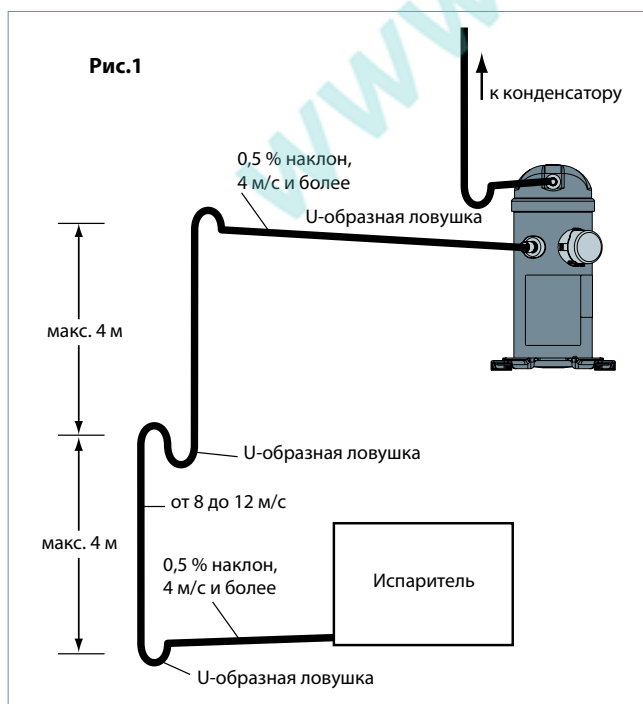 www
Рис.1
к конденсатору
0,5 % наклон,
4 м/с и более
U-образная ловушка
макс. 4 м
U-образная ловушка
от 8 до 12 м/с
макс. 4 м
0,5 % наклон,
4 м/с и более
Испаритель
U-образная ловушка